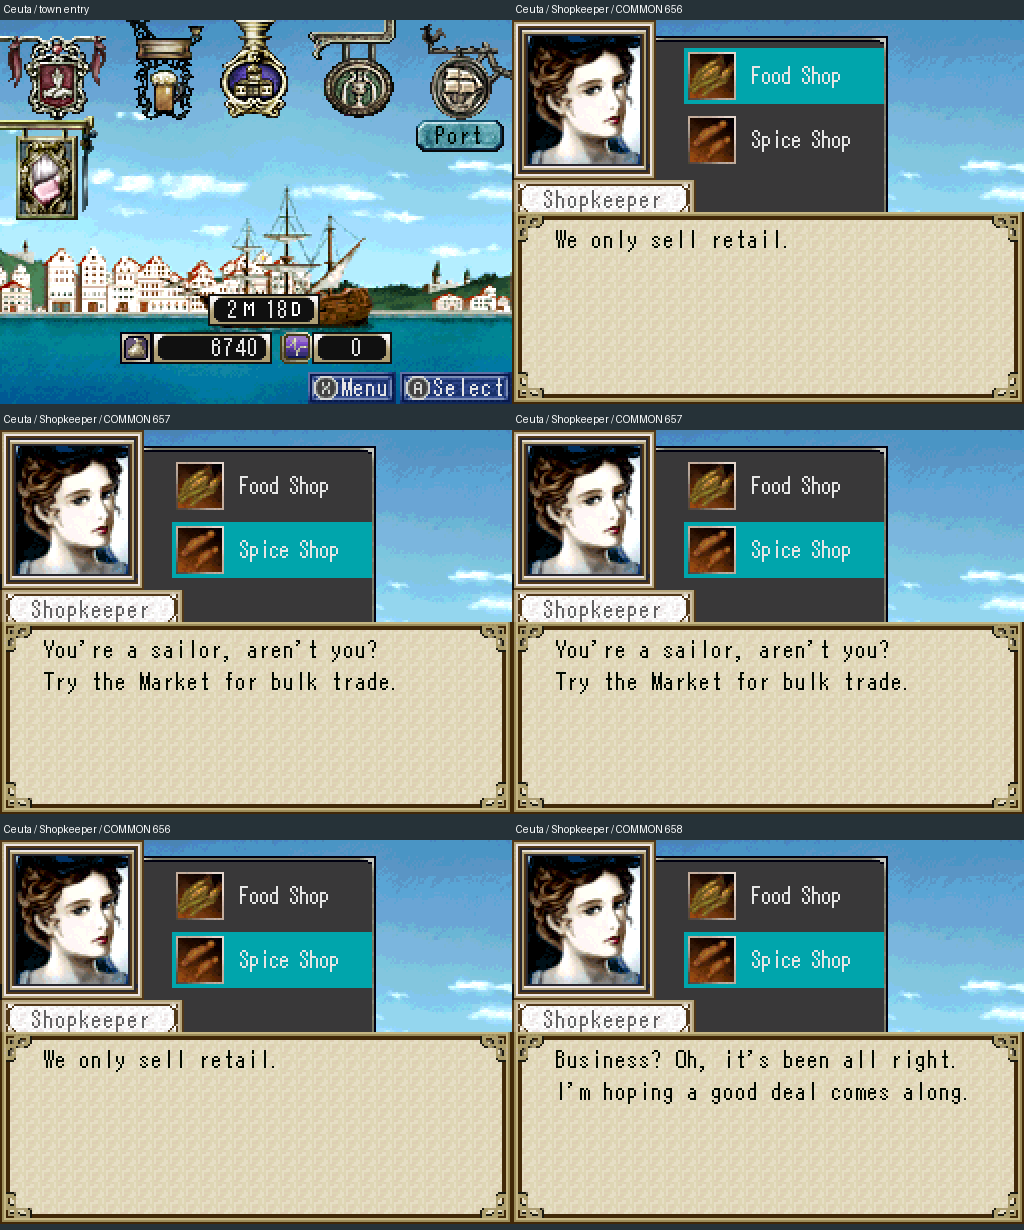 Ceuta / town entry
Port
2 M 18 D
6740
0
X Menu
A Select
Ceuta / Shopkeeper / COMMON 656
Food Shop
Spice Shop
Shopkeeper
We only sell retail.
Ceuta / Shopkeeper / COMMON 657
Food Shop
Spice Shop
Shopkeeper
You're a sailor, aren't you?
Try the Market for bulk trade.
Ceuta / Shopkeeper / COMMON 657
Food Shop
Spice Shop
Shopkeeper
You're a sailor, aren't you?
Try the Market for bulk trade.
Ceuta / Shopkeeper / COMMON 656
Food Shop
Spice Shop
Shopkeeper
We only sell retail.
Ceuta / Shopkeeper / COMMON 658
Food Shop
Spice Shop
Shopkeeper
Business? Oh, it's been all right.
I'm hoping a good deal comes along.